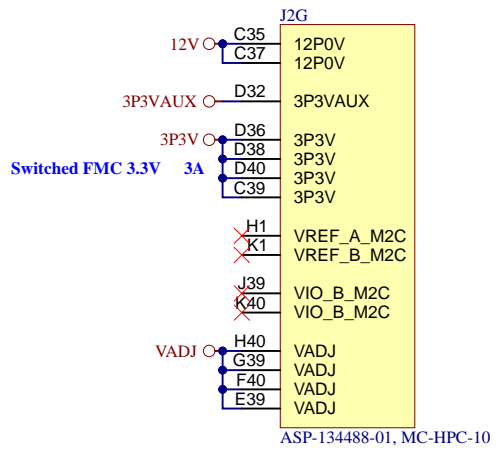 J2G
12V C35 12P0V
C37 12P0V
3P3VAUX D32 3P3VAUX
3P3V D36 3P3V
D38 3P3V
Switched FMC 3.3V 3A D40 3P3V
C39 3P3V
H1 VREF_A_M2C
K1 VREF_B_M2C
J39 VIO_B_M2C
K40 VIO_B_M2C
VADJ H40 VADJ
G39 VADJ
F40 VADJ
E39 VADJ
ASP-134488-01, MC-HPC-10